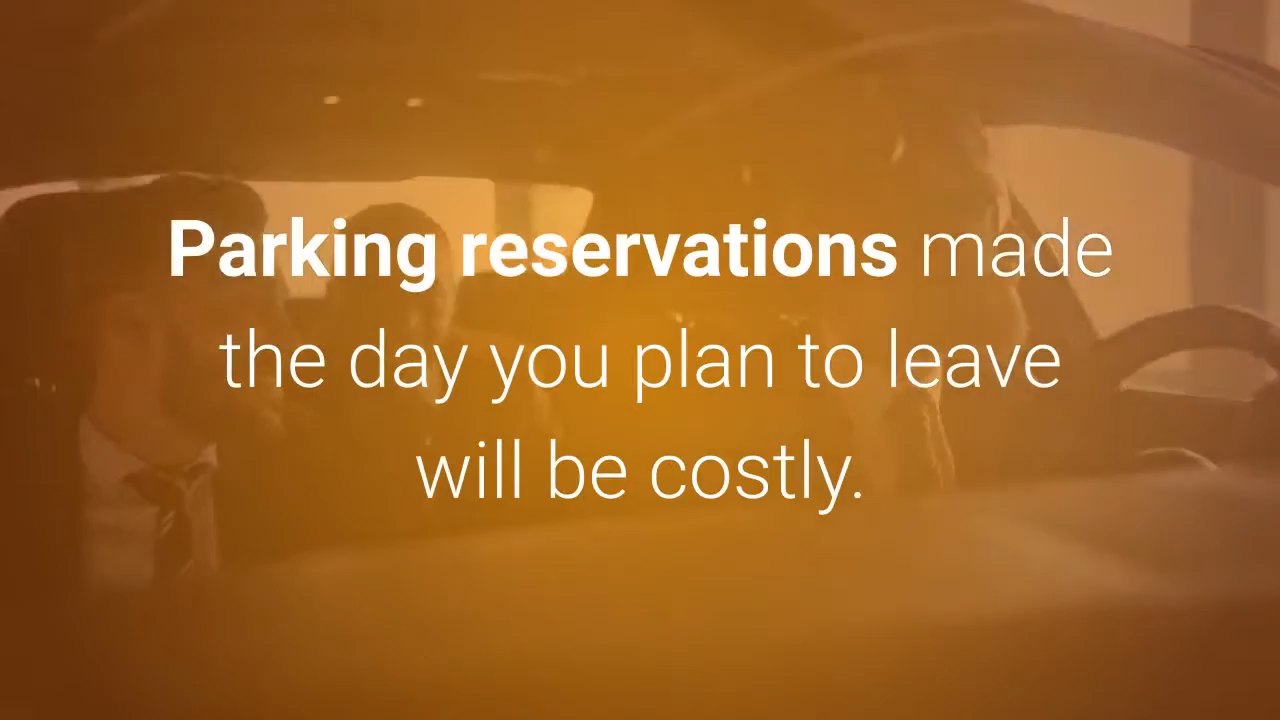 Parking reservations made
the day you plan to leave
will be costly.